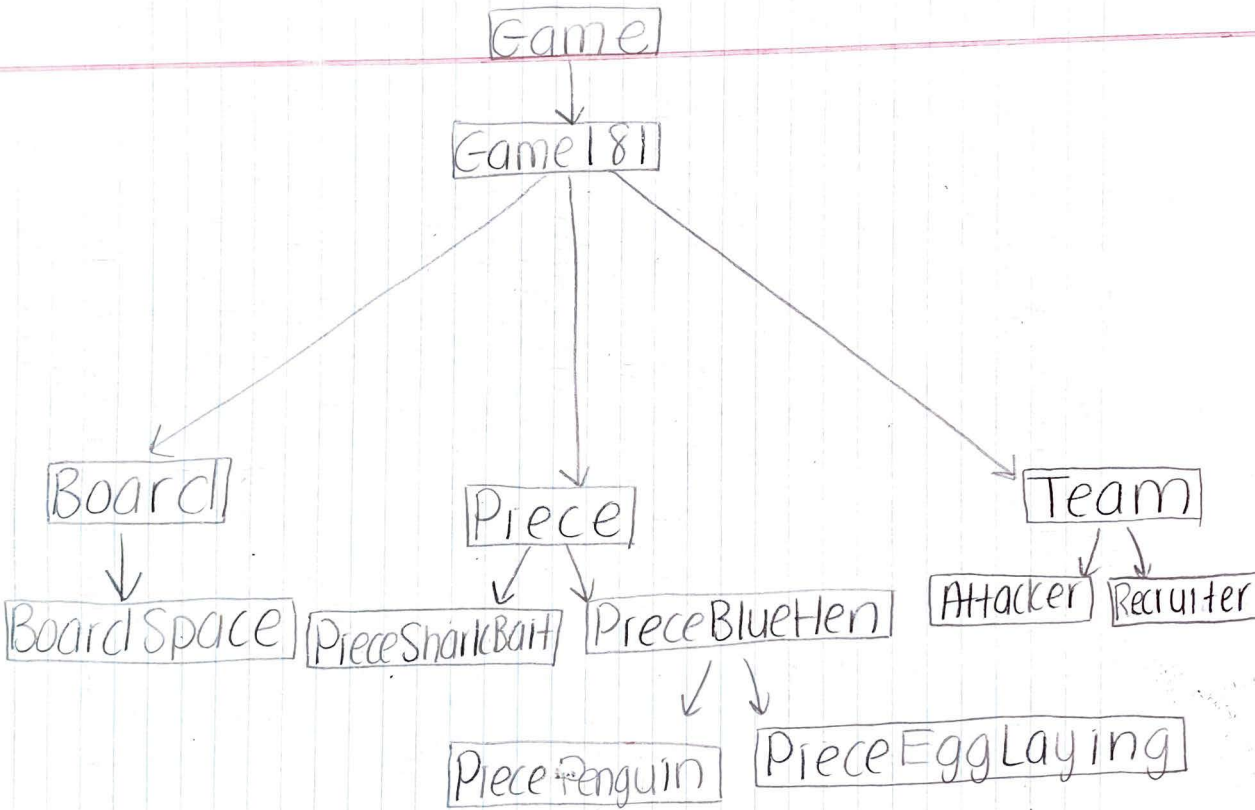 Game
Game181
Board
Piece
Team
BoardSpace
PieceSharkBait
PieceBlueHen
Attacker
Recruiter
PiecePenguin
PieceEggLaying